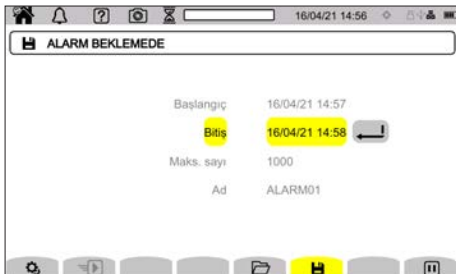 16/04/21 14:56
ALARM BEKLEMEDE
Başlangıç 16/04/21 14:57
Bitiş 16/04/21 14:58
Maks. sayı 1000
Ad ALARM01